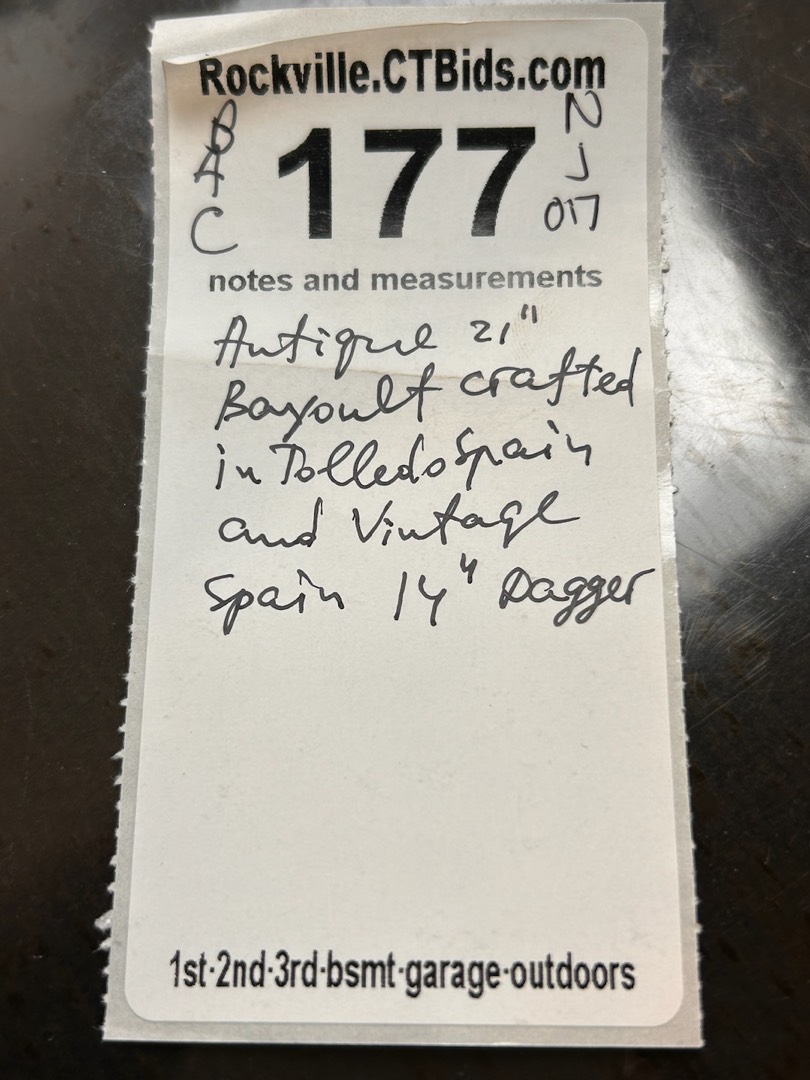 Rockville.CTBids.com
177
notes and measurements
Antique 21"
Bayoult crafted
in Tolledo Spain
and Vintage
Spain 14" Dagger
1st·2nd·3rd·bsmt·garage·outdoors